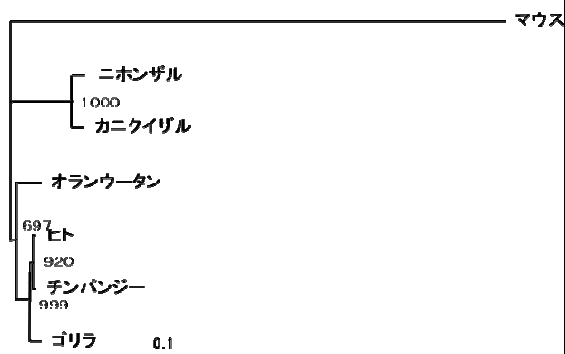 マウス
ニホンザル
1000
カニクイザル
オランウータン
697
ヒト
920
チンパンジー
999
ゴリラ
0.1